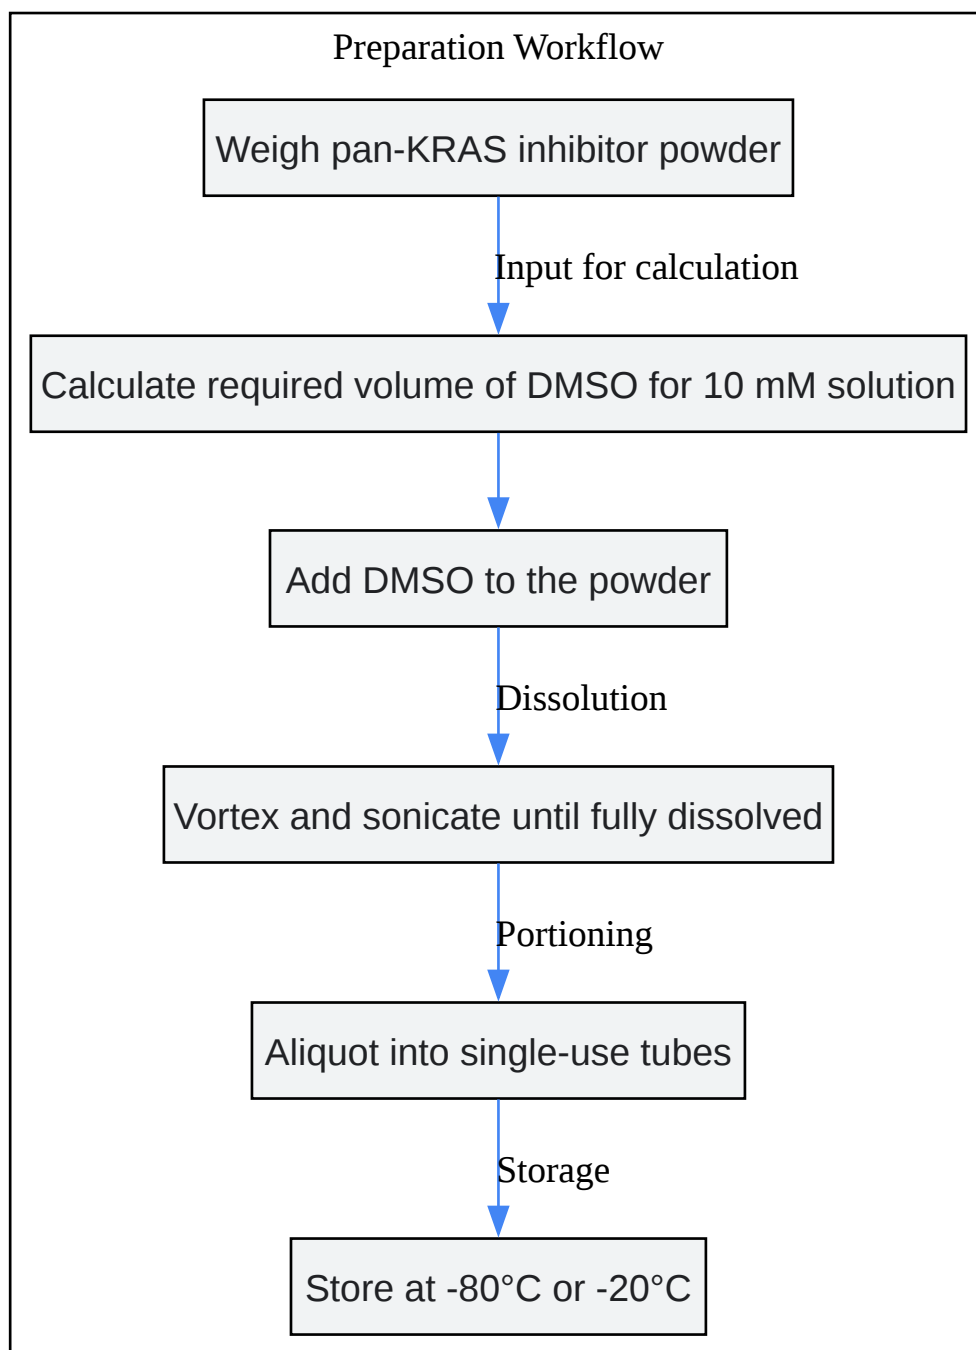 Preparation Workflow
Weigh pan-KRAS inhibitor powder
Input for calculation
Calculate required volume of DMSO for 10 mM solution
Add DMSO to the powder
Dissolution
Vortex and sonicate until fully dissolved
Portioning
Aliquot into single-use tubes
Storage
Store at -80°C or -20°C